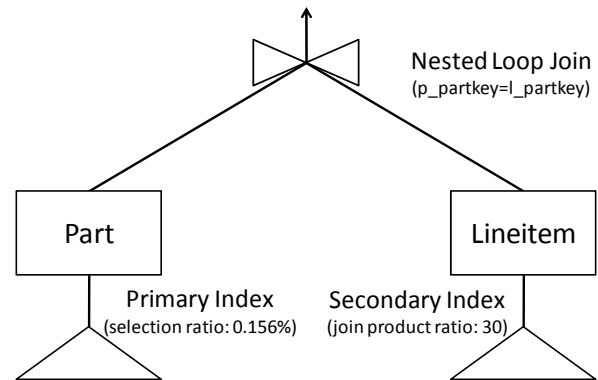 Nested Loop Join
(p_partkey=l_partkey)
Part
Lineitem
Primary Index
(selection ratio: 0.156%)
Secondary Index
(join product ratio: 30)